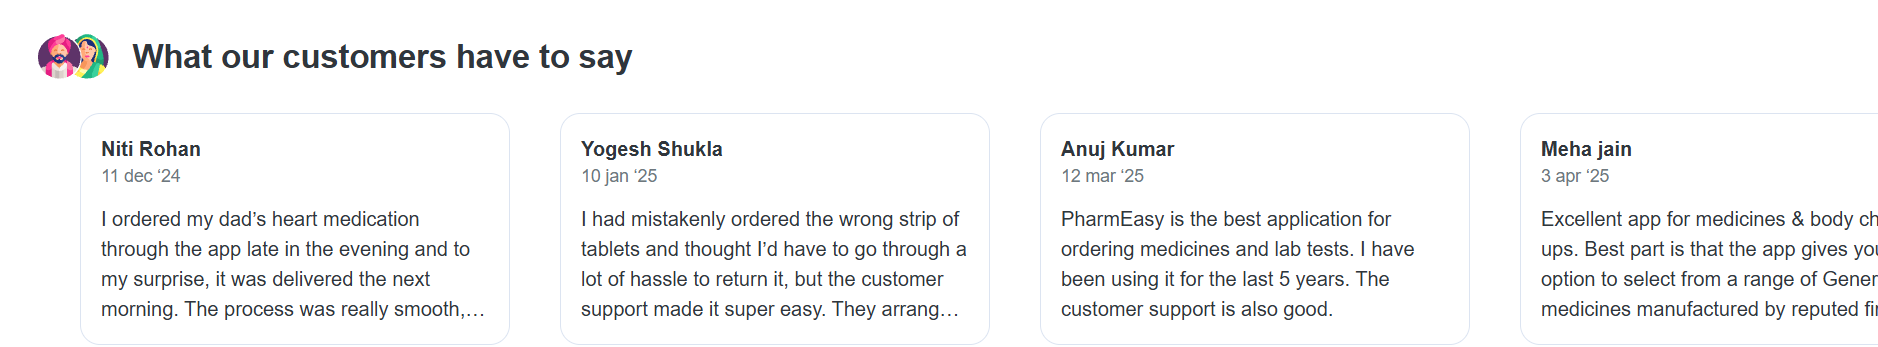 What our customers have to say
Niti Rohan
11 dec ‘24
I ordered my dad’s heart medication
through the app late in the evening and to
my surprise, it was delivered the next
morning. The process was really smooth,…
Yogesh Shukla
10 jan ‘25
I had mistakenly ordered the wrong strip of
tablets and thought I’d have to go through a
lot of hassle to return it, but the customer
support made it super easy. They arrang…
Anuj Kumar
12 mar ‘25
PharmEasy is the best application for
ordering medicines and lab tests. I have
been using it for the last 5 years. The
customer support is also good.
Meha jain
3 apr ‘25
Excellent app for medicines & body
ups. Best part is that the app gives
option to select from a range of
medicines manufactured by reputed